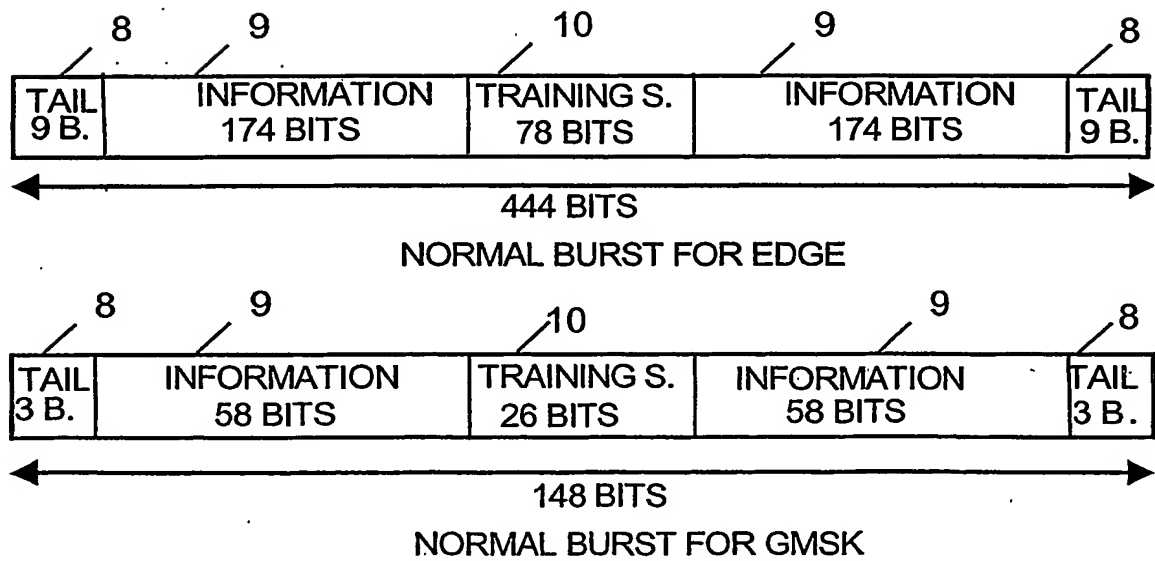 8 9 10 9 8
TAIL INFORMATION TRAINING S. INFORMATION TAIL
9 B. 174 BITS 78 BITS 174 BITS 9 B.
444 BITS
NORMAL BURST FOR EDGE
8 9 10 9 8
TAIL INFORMATION TRAINING S. INFORMATION TAIL
3 B. 58 BITS 26 BITS 58 BITS 3 B.
148 BITS
NORMAL BURST FOR GMSK